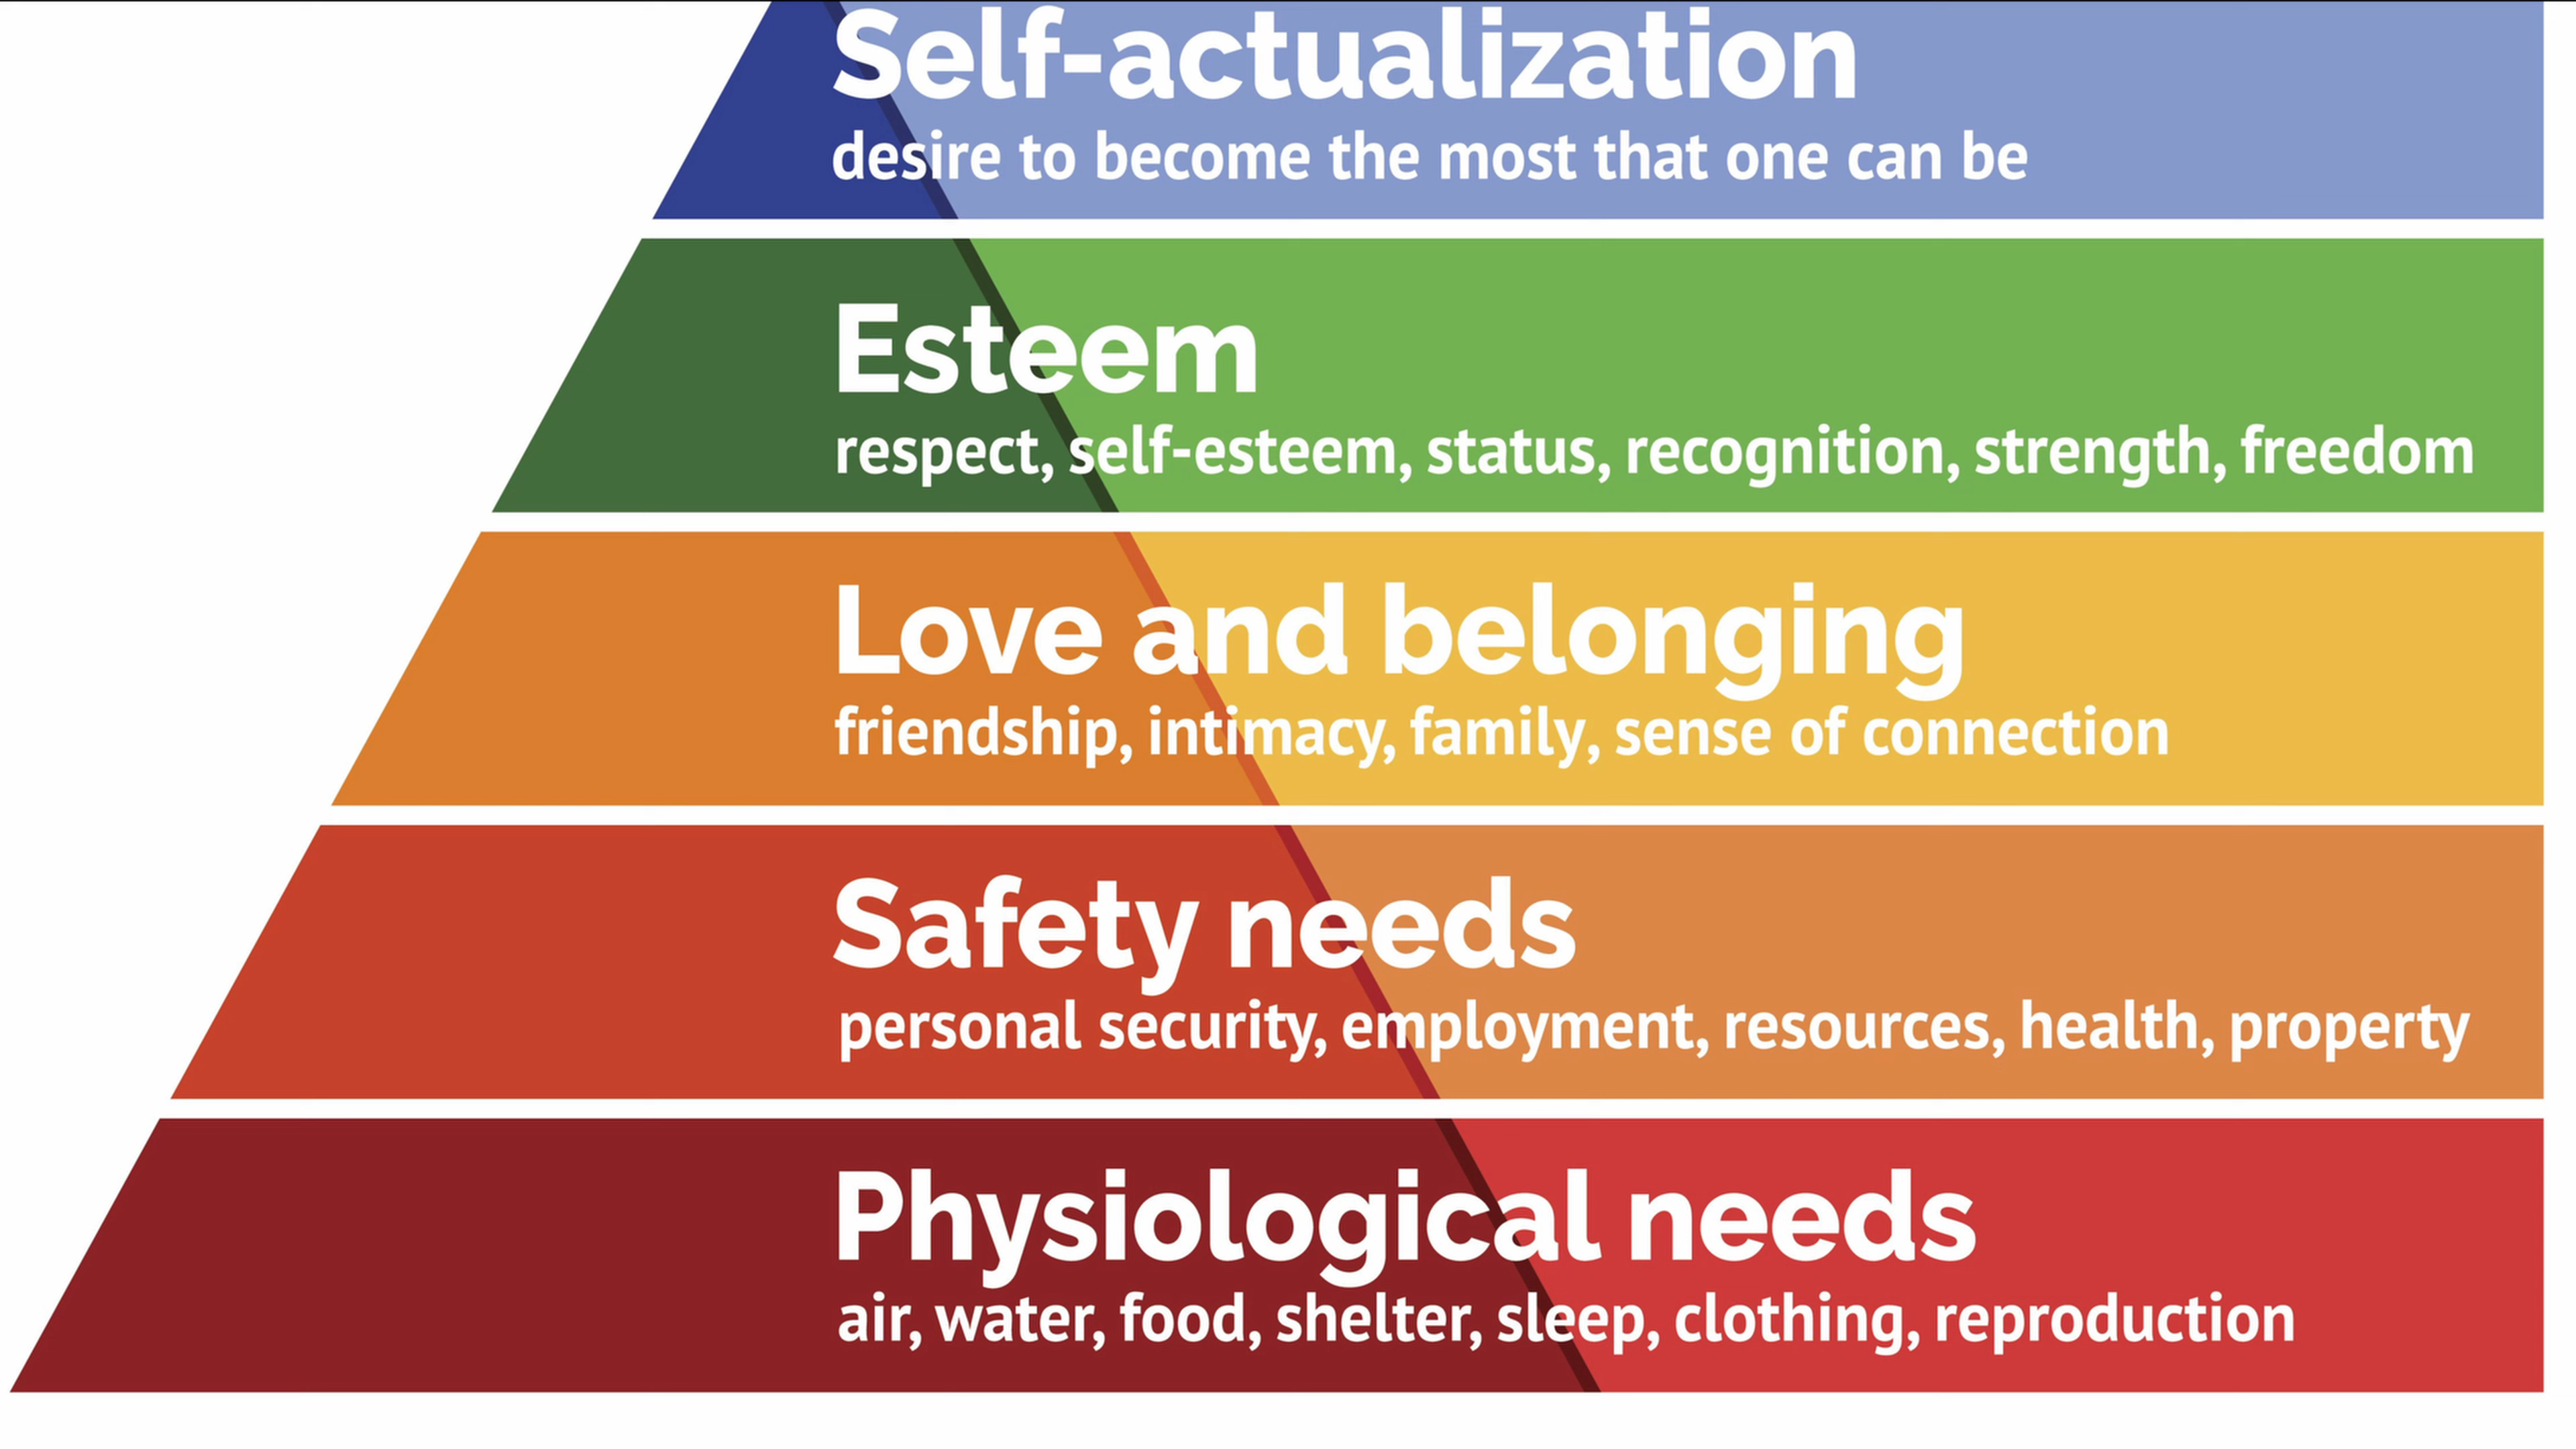 Self-actualization
desire to become the most that one can be
Esteem
respect, self-esteem, status, recognition, strength, freedom
Love and belonging
friendship, intimacy, family, sense of connection
Safety needs
personal security, employment, resources, health, property
Physiological needs
air, water, food, shelter, sleep, clothing, reproduction